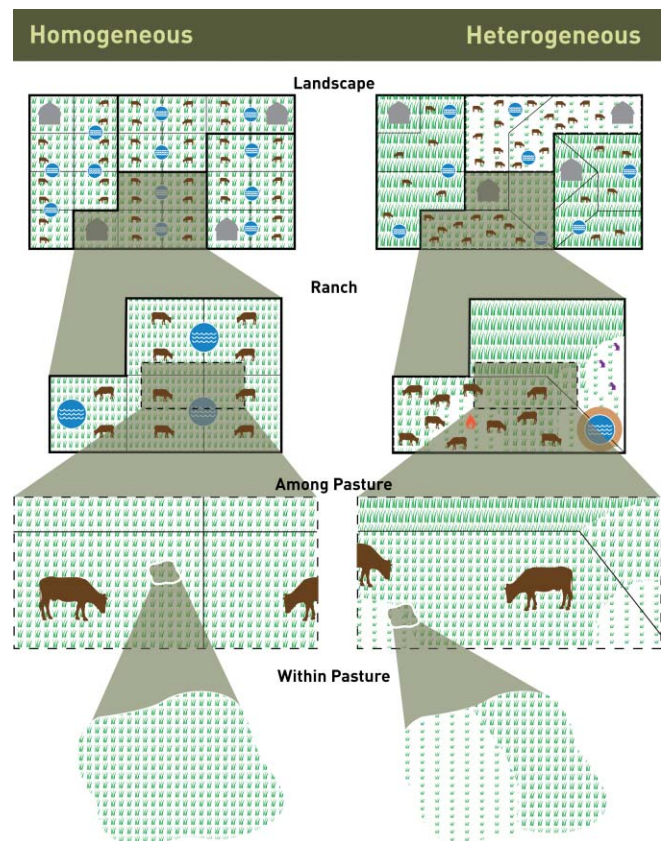 Homogeneous
Heterogeneous
Landscape
Ranch
Among Pasture
Within Pasture